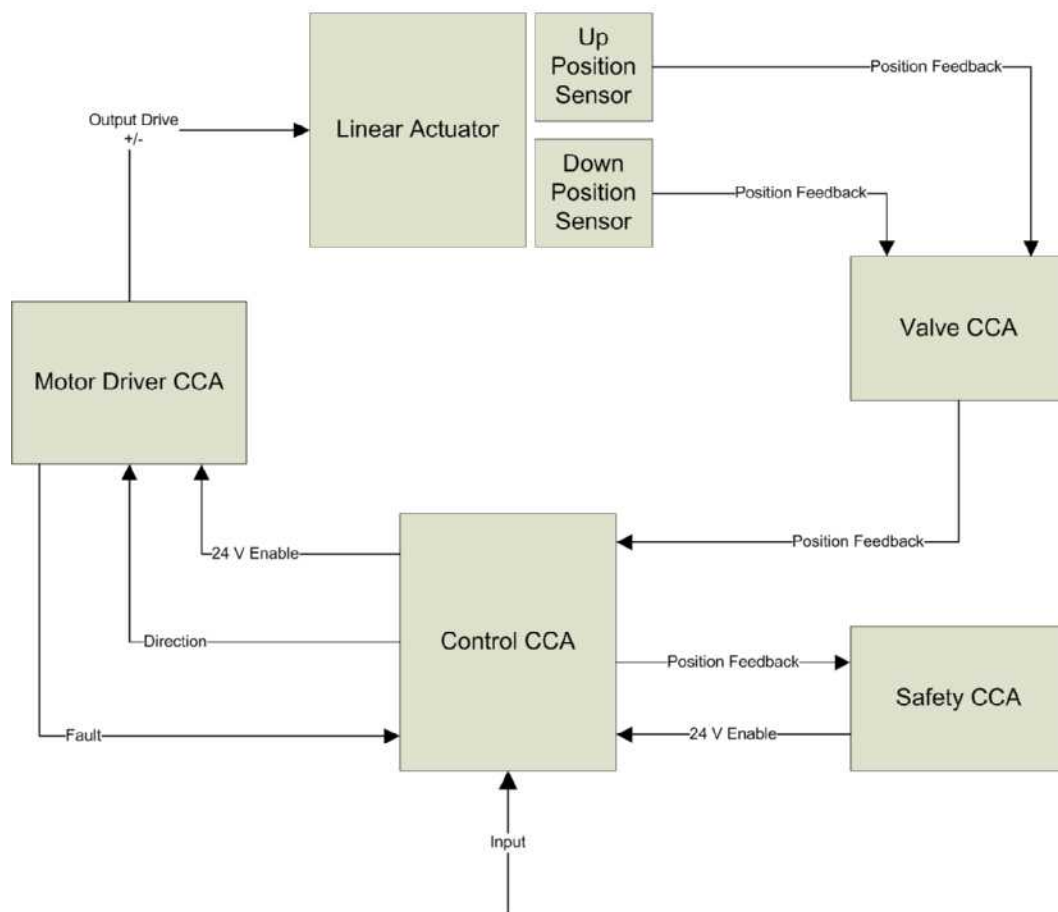 Up
Position
Sensor
Position Feedback
Output Drive
+/-
Linear Actuator
Down
Position
Sensor
Position Feedback
Valve CCA
Motor Driver CCA
24 V Enable
Position Feedback
Direction
Control CCA
Position Feedback
Safety CCA
Fault
24 V Enable
Input